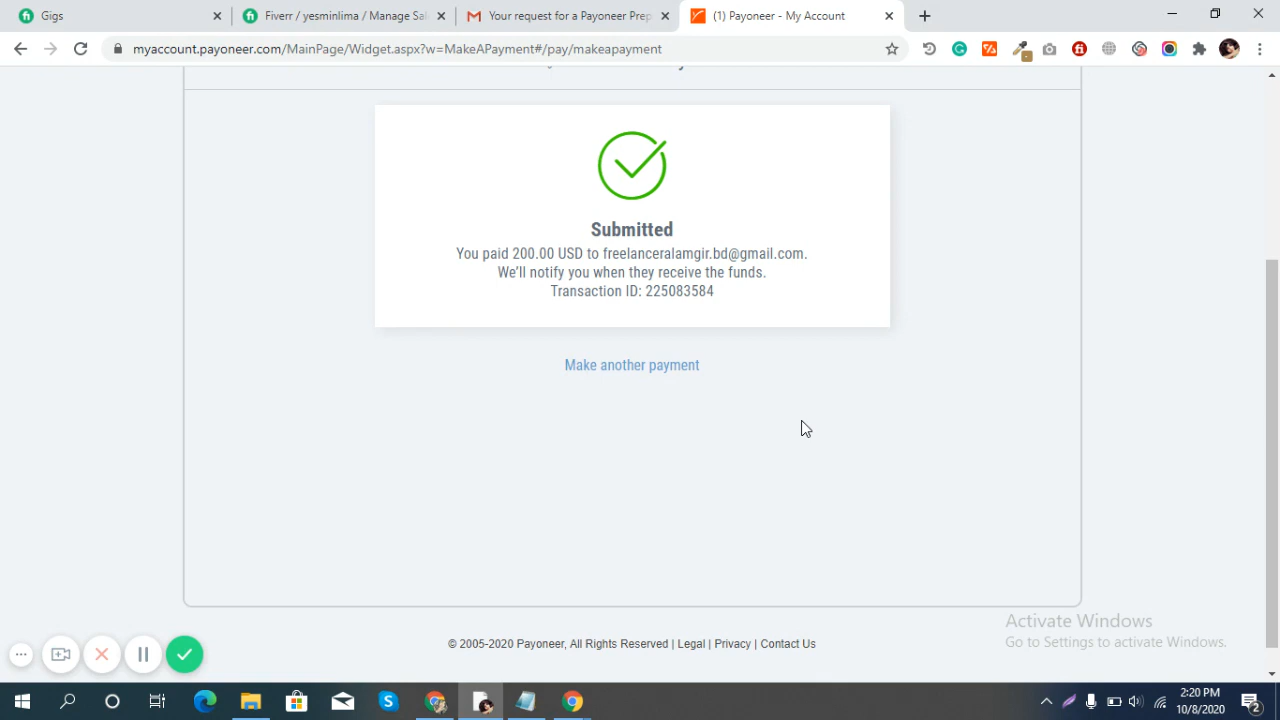 Gigs
Fiverr / yesminlima / Manage Sal
Your request for a Payoneer Prep
(1) Payoneer - My Account
myaccount.payoneer.com/MainPage/Widget.aspx?w=MakeAPayment#/pay/makeapayment
Submitted
You paid 200.00 USD to freelanceralamgir.bd@gmail.com.
We'll notify you when they receive the funds.
Transaction ID: 225083584
Make another payment
Activate Windows
Go to Settings to activate Windows.
© 2005-2020 Payoneer, All Rights Reserved | Legal | Privacy | Contact Us
2:20 PM
10/8/2020
2